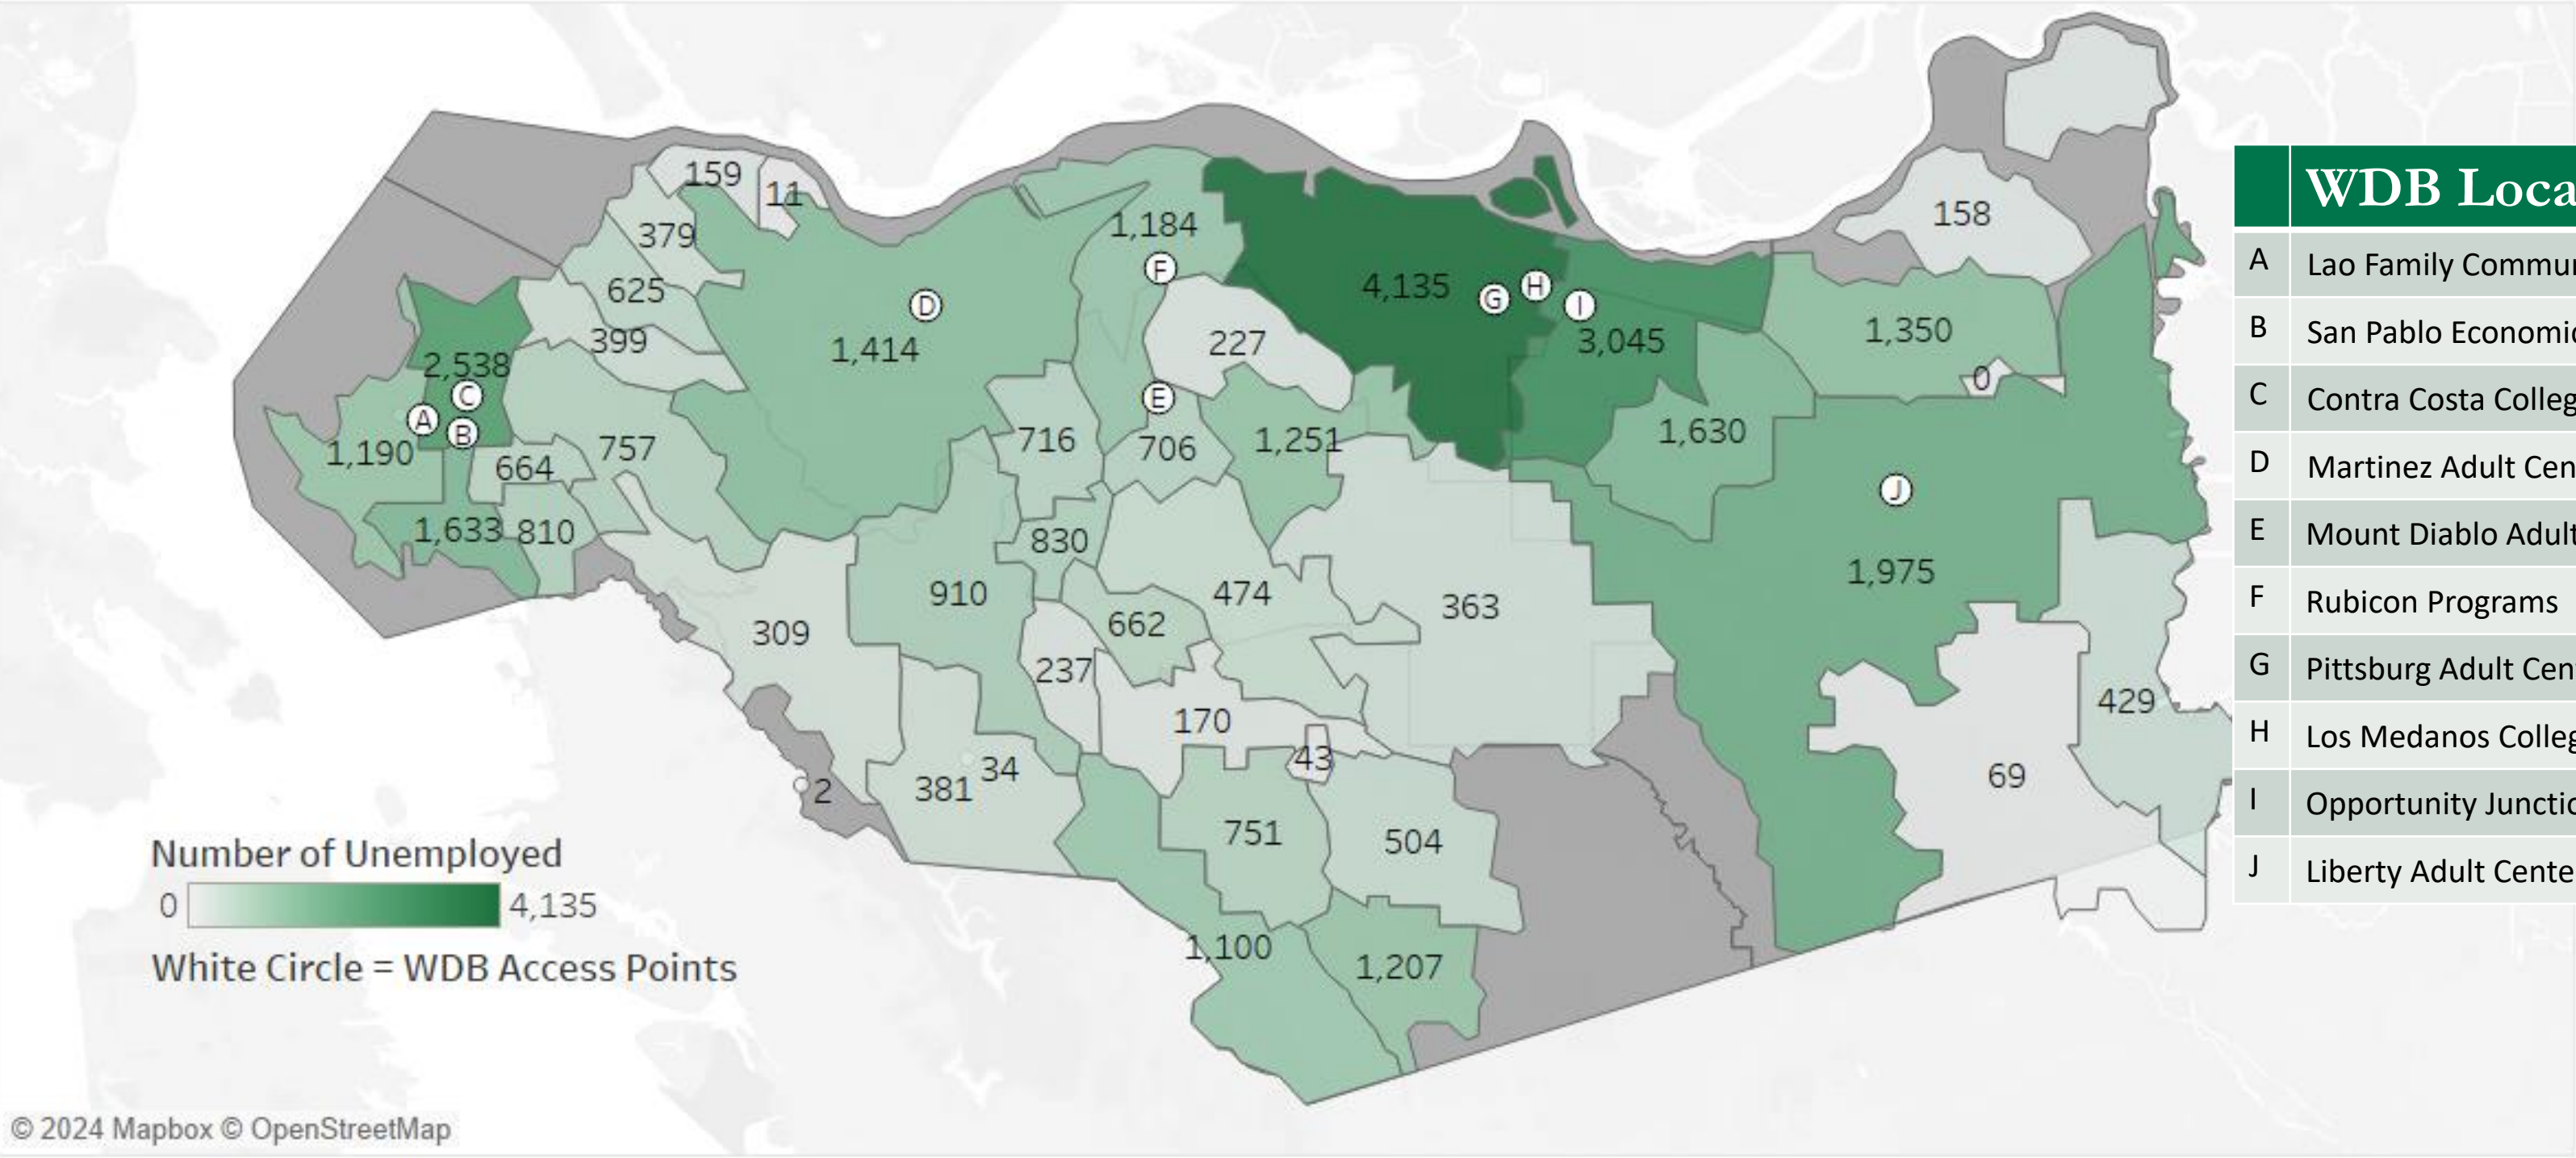 159
11
158
379
1,184
4,135
G
H
I
F
625
D
399
1,414
227
3,045
1,350
0
2,538
C
A
B
E
1,190
664
757
716
706
1,251
1,630
J
1,633
810
830
910
474
363
1,975
309
662
237
170
43
429
2
381
34
69
751
504
1,100
1,207
Number of Unemployed
0 4,135
White Circle = WDB Access Points
© 2024 Mapbox © OpenStreetMap
WDB Loca
A Lao Family Commu
B San Pablo Economi
C Contra Costa Colleg
D Martinez Adult Cen
E Mount Diablo Adult
F Rubicon Programs
G Pittsburg Adult Cen
H Los Medanos Colleg
I Opportunity Junctio
J Liberty Adult Cente